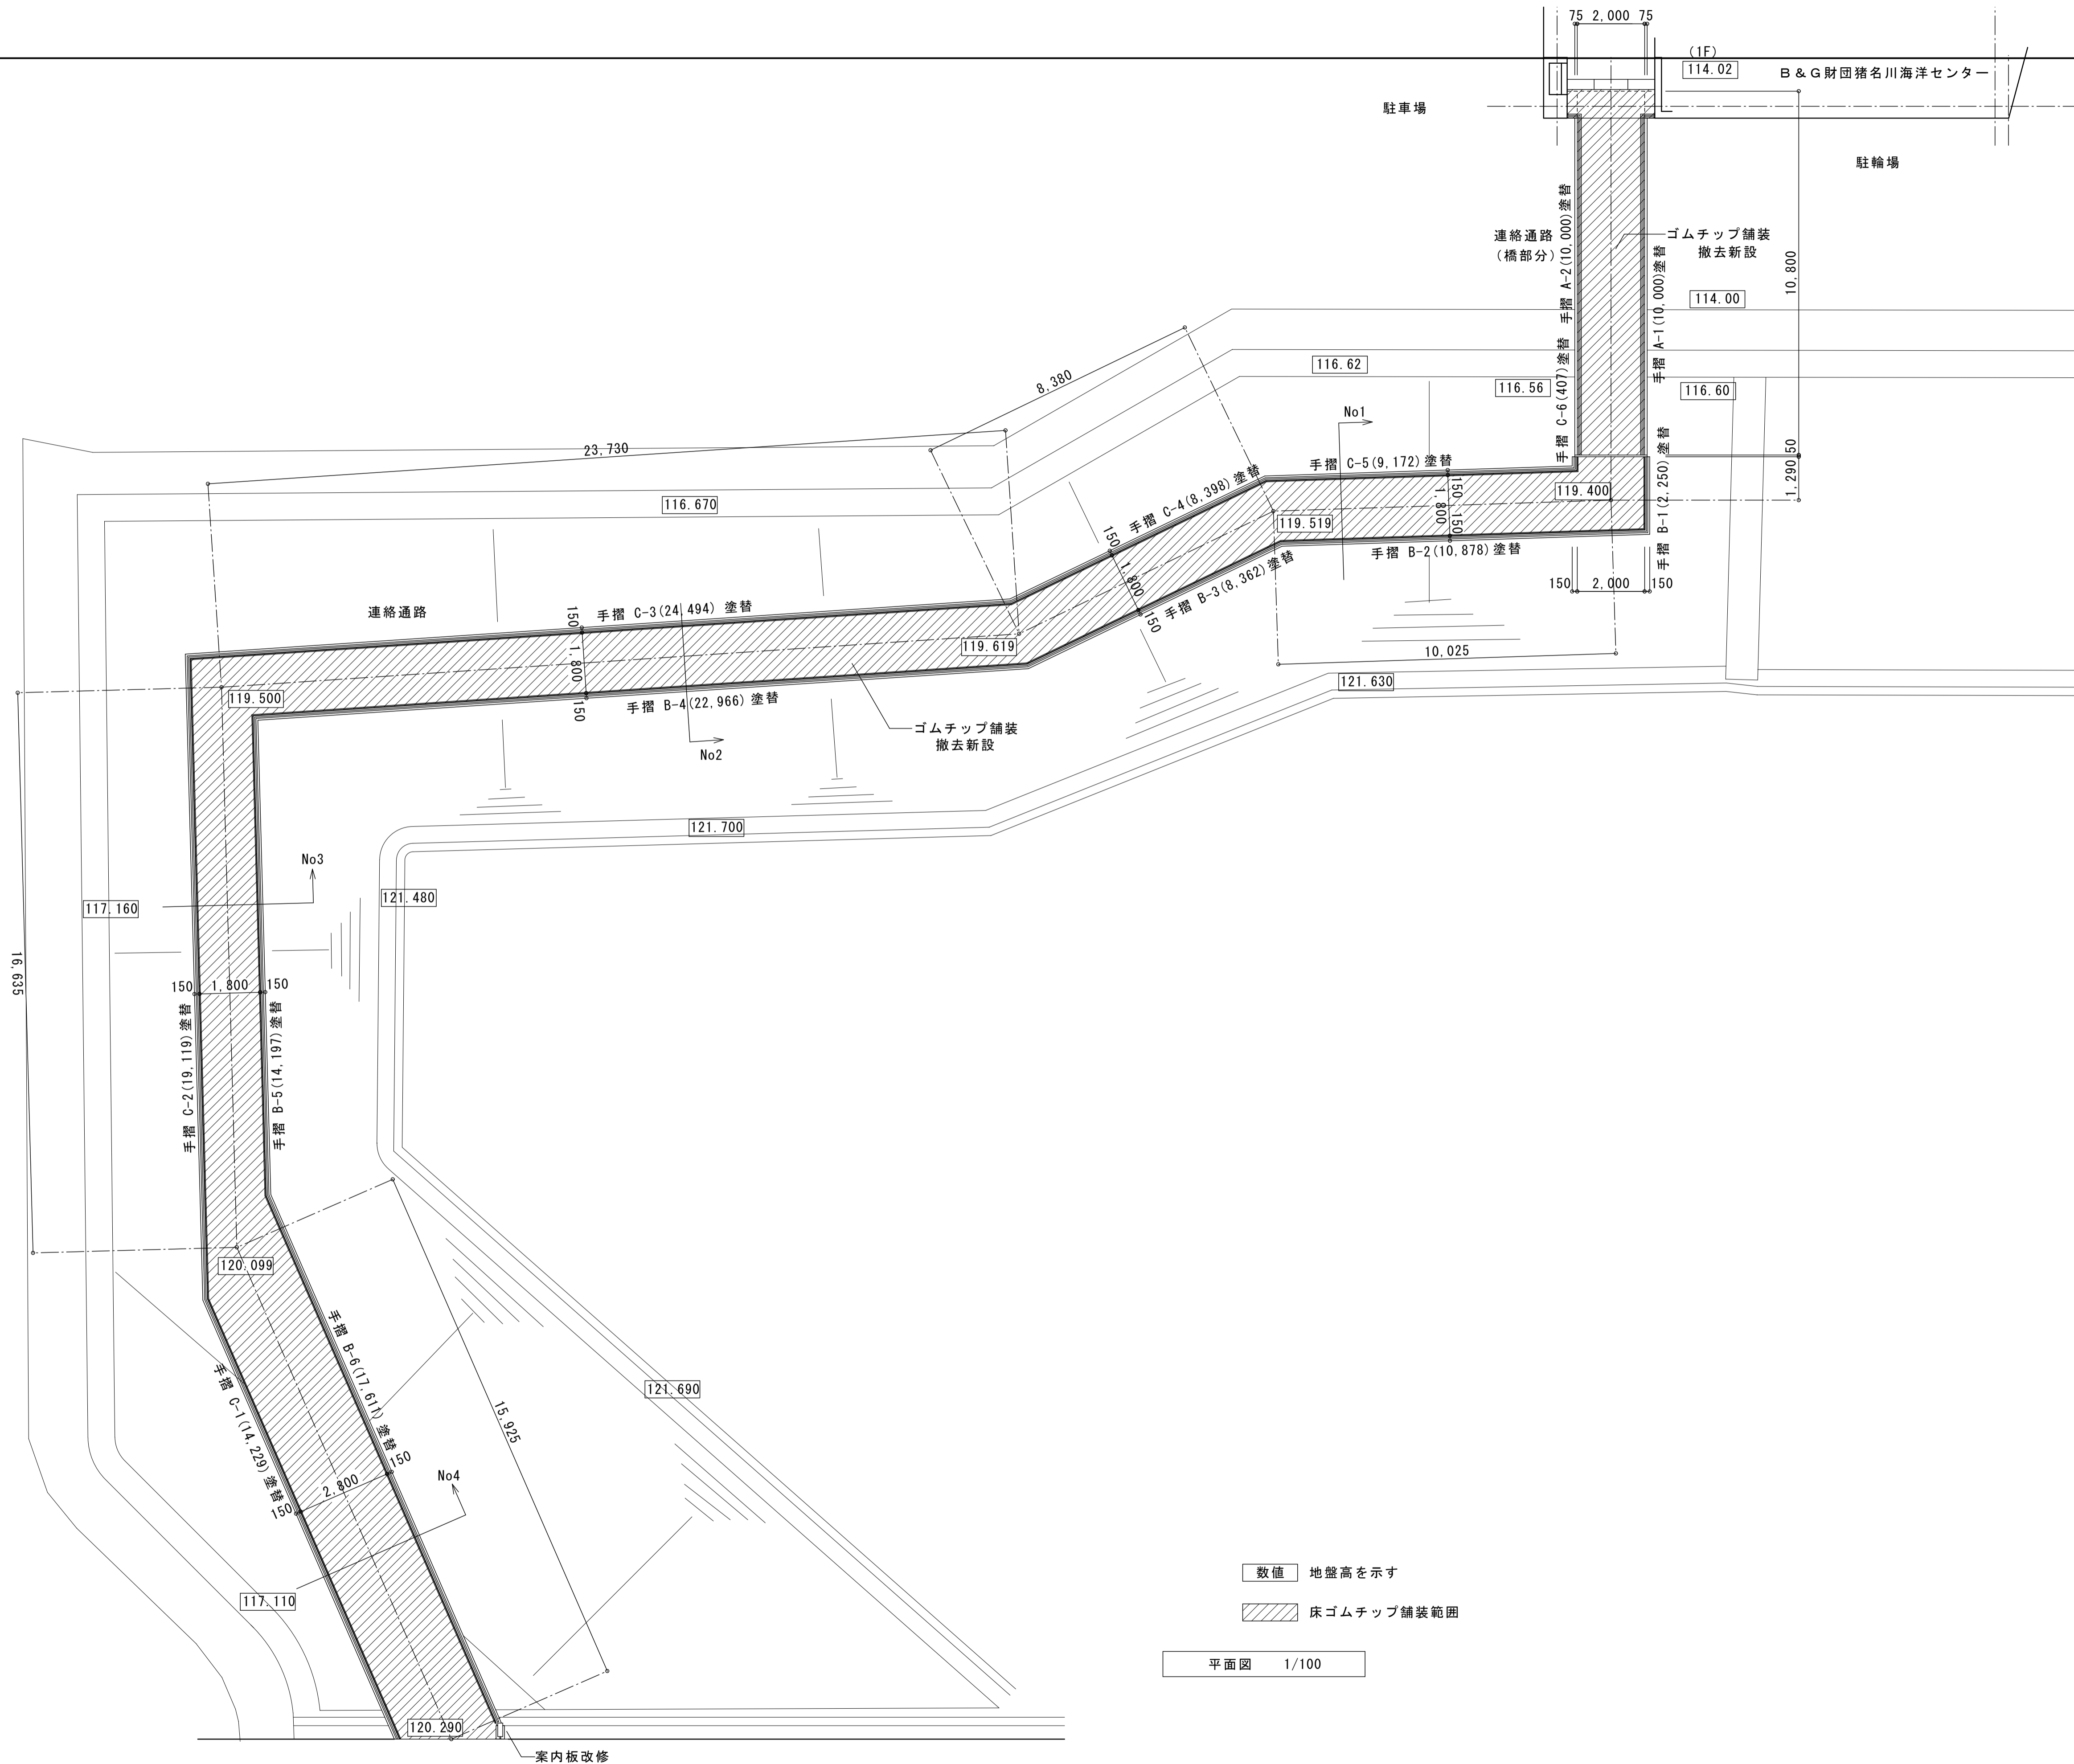 75 2,000 75
(1F)
114.02
B&G財団猪名川海洋センター
駐車場
駐輪場
連絡通路
(橋部分)
手摺 A-2(10,000)塗替
ゴムチップ舗装
撤去新設
手摺 A-1(10,000)塗替
10,800
114.00
116.62
116.56
116.60
手摺 C-6(407)塗替
8,380
No1
23,730
手摺 C-5(9,172)塗替
手摺 B-1(2,250)塗替
50
1,290
手摺 C-4(8,398)塗替
150
1,800
150
119.400
116.670
119.519
手摺 B-2(10,878)塗替
150
1,800
150
手摺 B-3(8,362)塗替
150 2,000 150
連絡通路
手摺 C-3(24,494) 塗替
150
1,800
150
119.619
10,025
121.630
119.500
手摺 B-4(22,966) 塗替
ゴムチップ舗装
撤去新設
No2
121.700
No3
121.480
117.160
16,635
150 1,800 150
手摺 C-2(19,119)塗替
手摺 B-5(14,197)塗替
120.099
手摺 B-6(17,611)塗替
手摺 C-1(14,229)塗替
121.690
15,925
150 2,800 150
No4
117.110
120.290
案内板改修
数値 地盤高を示す
床ゴムチップ舗装範囲
平面図 1/100